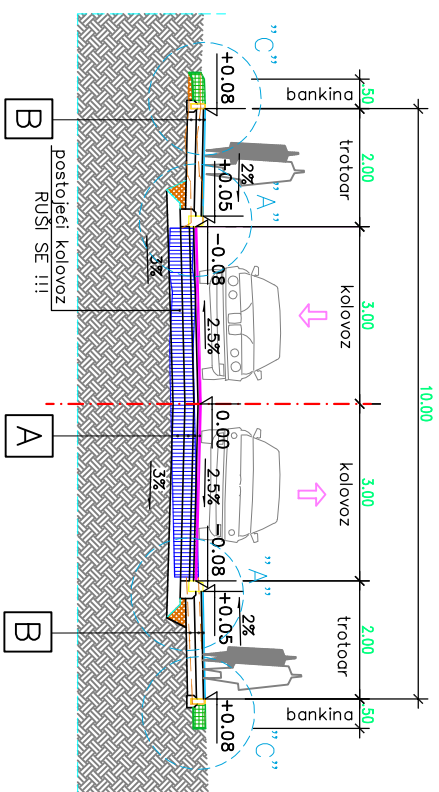 10.00
.50
2.00
3.00
3.00
2.00
.50
bankina
trotoar
kolovoz
kolovoz
trotoar
bankina
"C"
"A"
"A"
"C"
+0.08
2%
+0.05
-0.08
2.5%
0.00
2.5%
-0.08
+0.05
2%
+0.08
3%
3%
postojeći kolovoz
RUŠI SE !!!
B
A
B